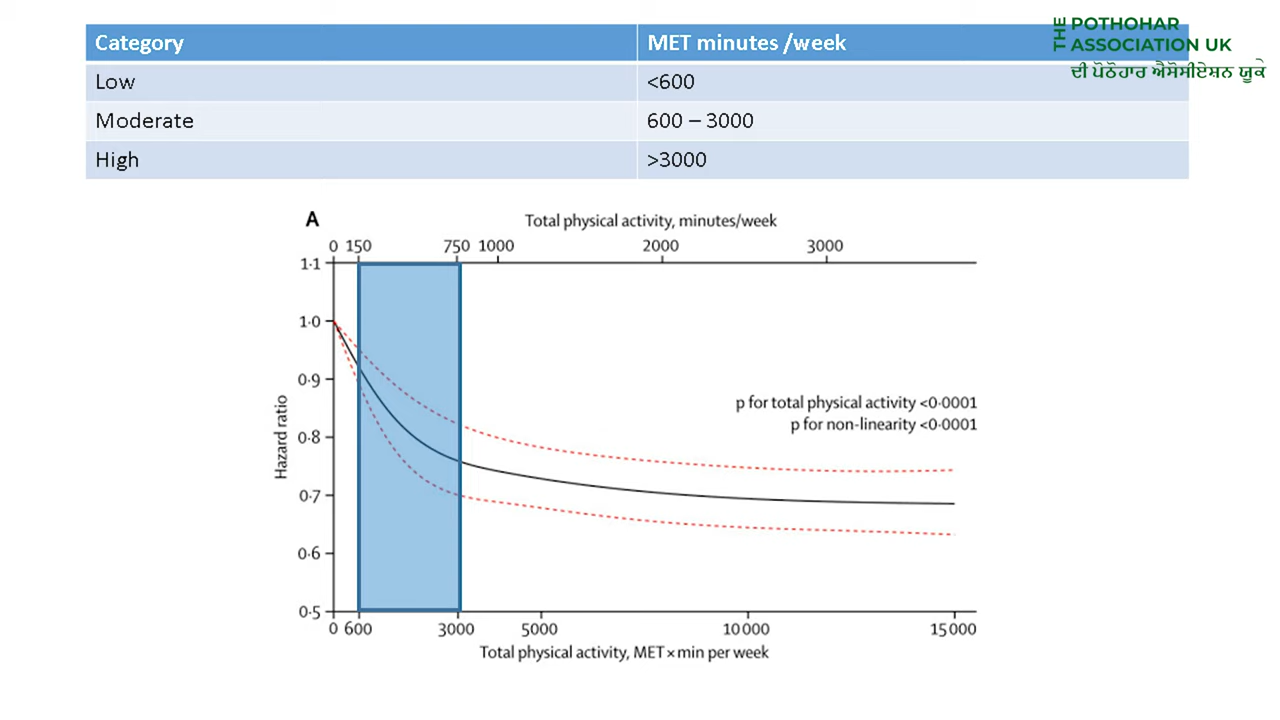 THE POTHOHAR
ASSOCIATION UK
ਦੀ ਪੋਠੋਹਾਰ ਐਸੋਸੀਏਸ਼ਨ ਯੂਕੇ
Category MET minutes /week
Low <600
Moderate 600 – 3000
High >3000
A
Total physical activity, minutes/week
0 150 750 1000 2000 3000
1·1
1·0
0·9
0·8
0·7
0·6
0·5
Hazard ratio
p for total physical activity <0·0001
p for non-linearity <0·0001
0 600 3000 5000 10 000 15 000
Total physical activity, MET × min per week